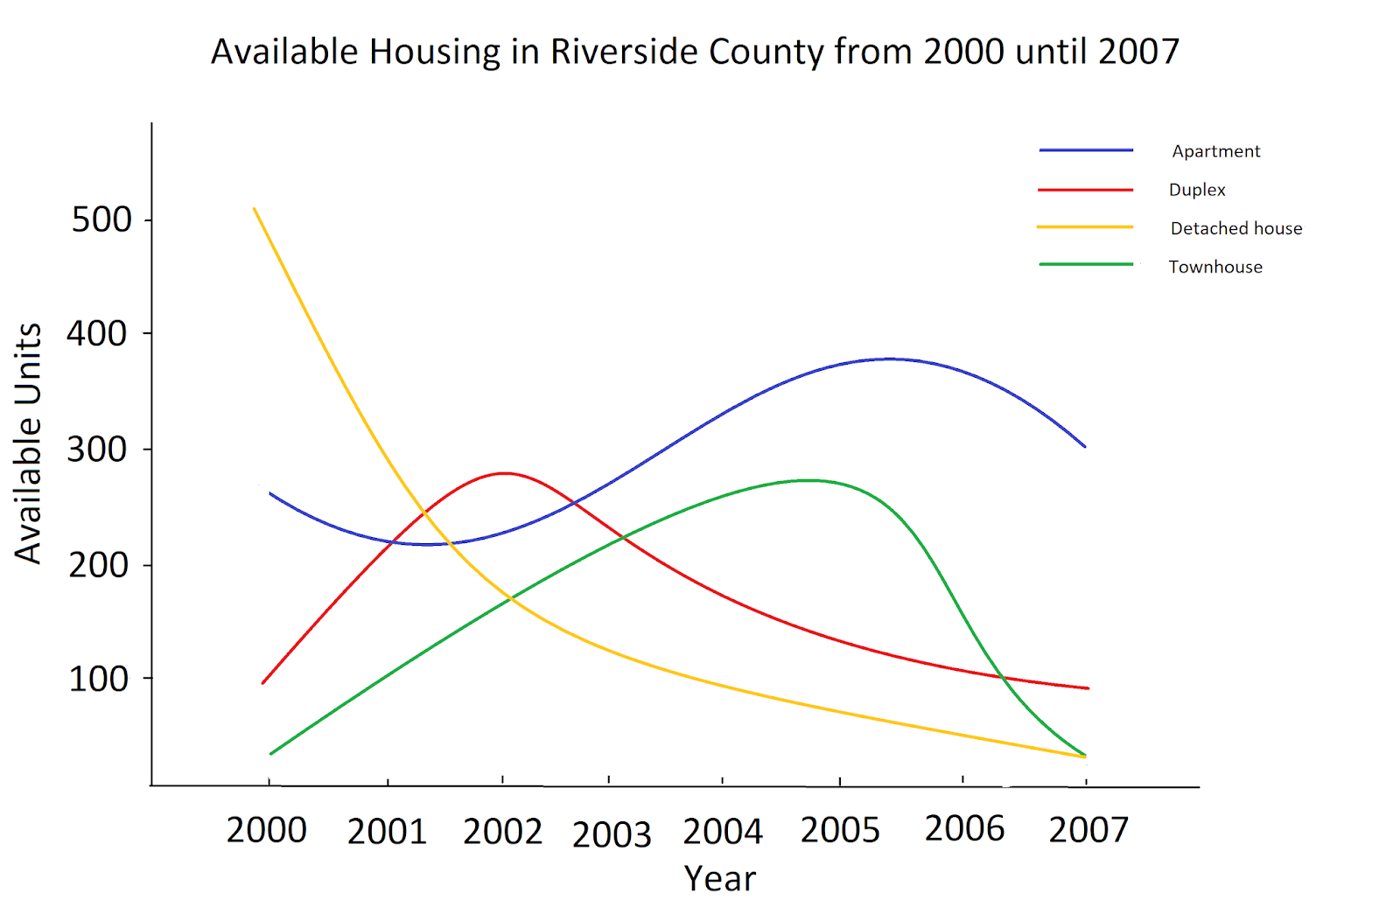 Available Housing in Riverside County from 2000 until 2007
Apartment
Duplex
Detached house
Townhouse
500
400
300
200
100
Available Units
2000 2001 2002 2003 2004 2005 2006 2007
Year